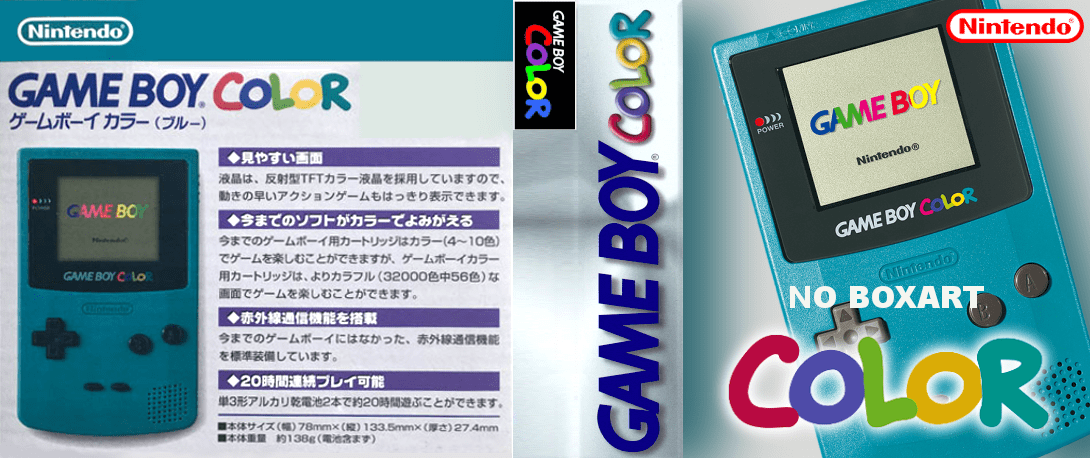 Nintendo®
GAME BOY® COLOR
ゲームボーイ カラー（ブルー）
POWER
GAME BOY
Nintendo®
GAME BOY COLOR
Nintendo
◆見やすい画面
液晶は、反射型TFTカラー液晶を採用していますので、
動きの早いアクションゲームもはっきり表示できます。
◆今までのソフトがカラーでよみがえる
今までのゲームボーイ用カートリッジはカラー（4〜10色）
でゲームを楽しむことができますが、ゲームボーイカラー
用カートリッジは、よりカラフル（32000色中56色）な
画面でゲームを楽しむことができます。
◆赤外線通信機能を搭載
今までのゲームボーイにはなかった、赤外線通信機能
を標準装備しています。
◆20時間連続プレイ可能
単3形アルカリ乾電池2本で約20時間遊ぶことができます。
■本体サイズ（幅）78mm×（縦）133.5mm×（厚さ）27.4mm
■本体重量 約138g（電池含まず）
GAME BOY
COLOR
GAME BOY® COLOR
Nintendo®
POWER
GAME BOY
Nintendo®
GAME BOY COLOR
Nintendo
A
B
NO BOXART
COLOR